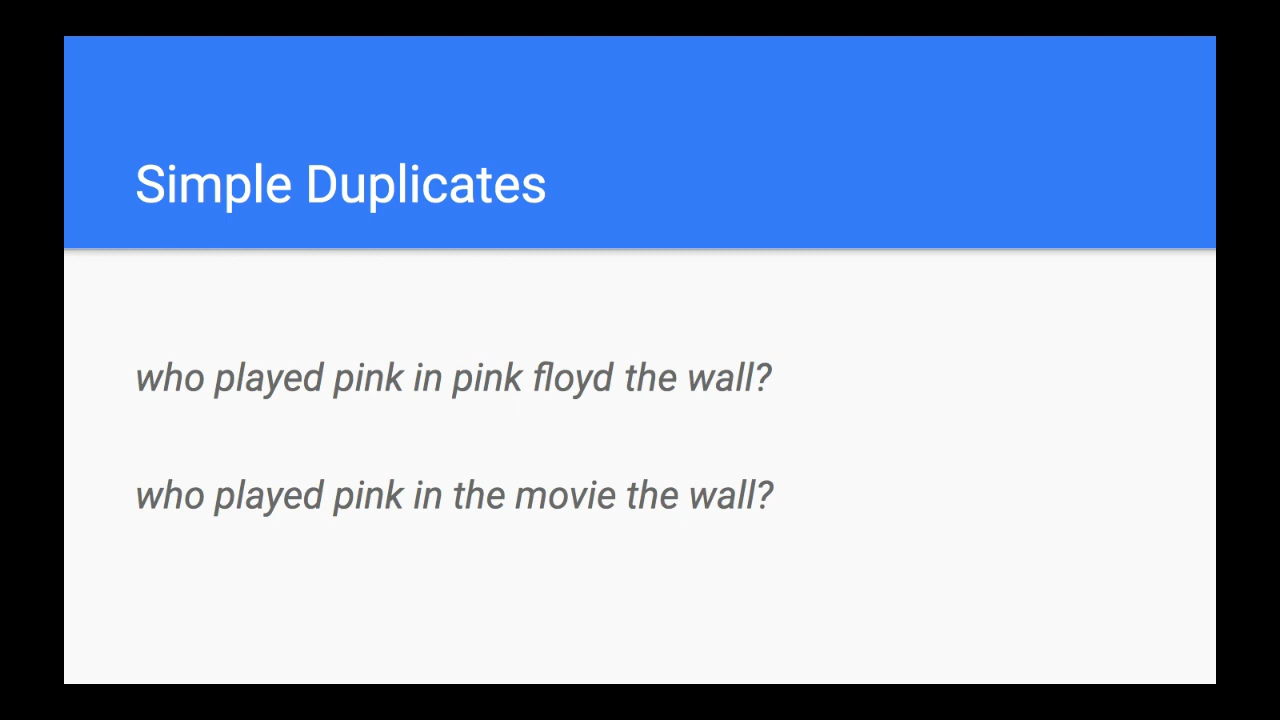 Simple Duplicates
who played pink in pink floyd the wall?
who played pink in the movie the wall?